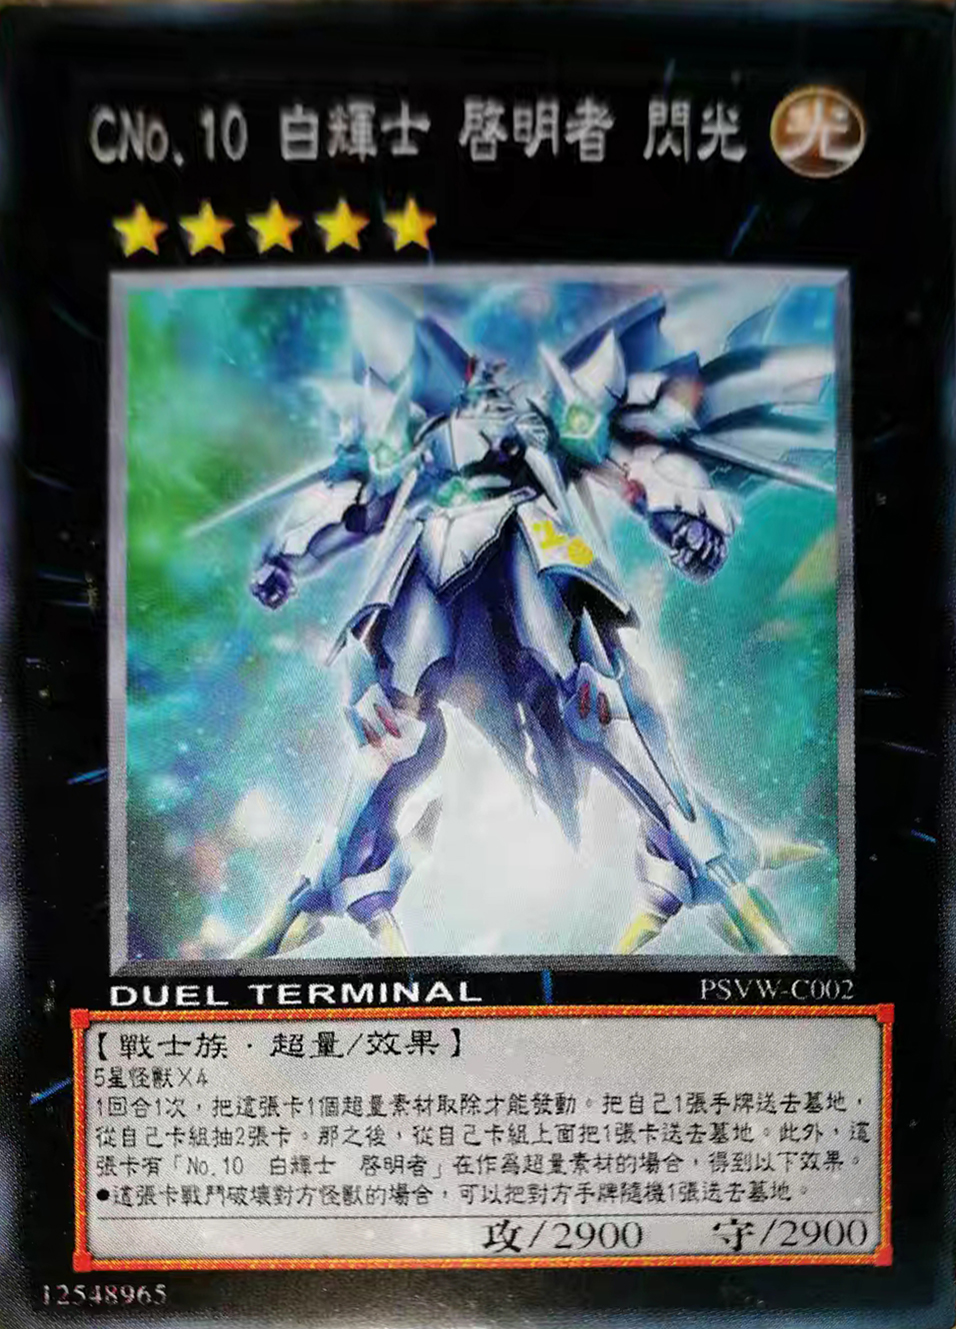 CNo.10 白輝士 啓明者 閃光 光
20
DUEL TERMINAL
PSVW-C002
【戰士族·超量/效果】
5星怪獸X4
1回合1次，把這張卡1個超量素材取除才能發動。把自己1張手牌送去墓地，
從自己卡組抽2張卡。那之後，從自己卡組上面把1張卡送去墓地。此外，這
張卡有「No.10 白輝士 啓明者」在作為超量素材的場合，得到以下效果。
●這張卡戰鬥破壞對方怪獸的場合，可以把對方手牌隨機1張送去墓地。
攻/2900 守/2900
12548965